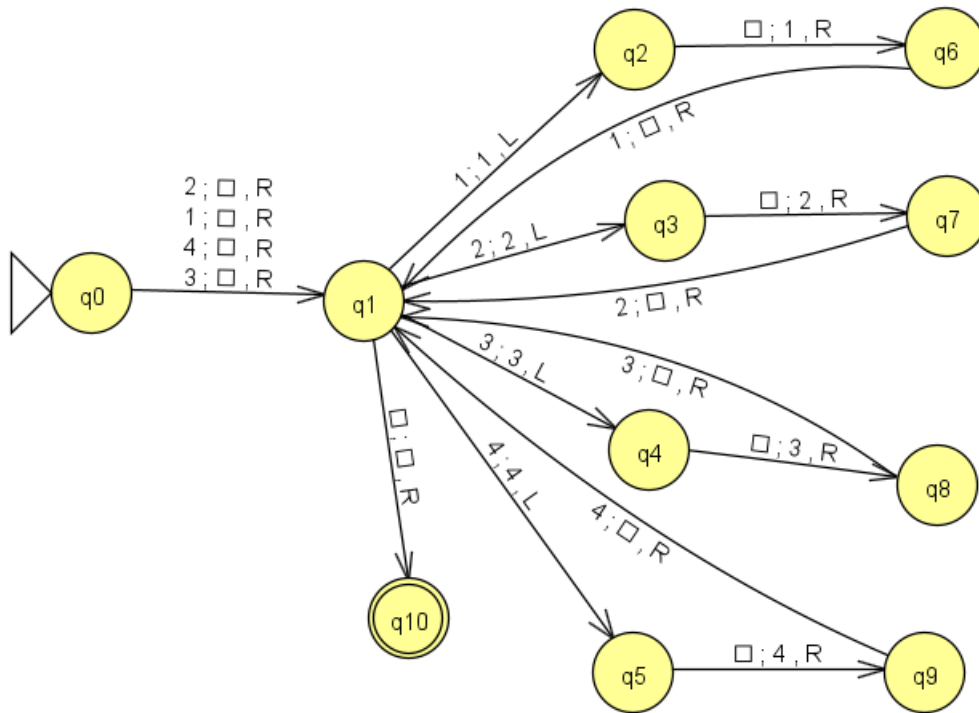 q2
□ ; 1 , R
q6
1 ; 1 , L
1 ; □ , R
2 ; □ , R
1 ; □ , R
4 ; □ , R
3 ; □ , R
q0
q1
2 ; 2 , L
q3
□ ; 2 , R
q7
2 ; □ , R
3 ; 3 , L
3 ; □ , R
q4
□ ; 3 , R
q8
□ ; □ , R
4 ; 4 , L
4 ; □ , R
q10
q5
□ ; 4 , R
q9